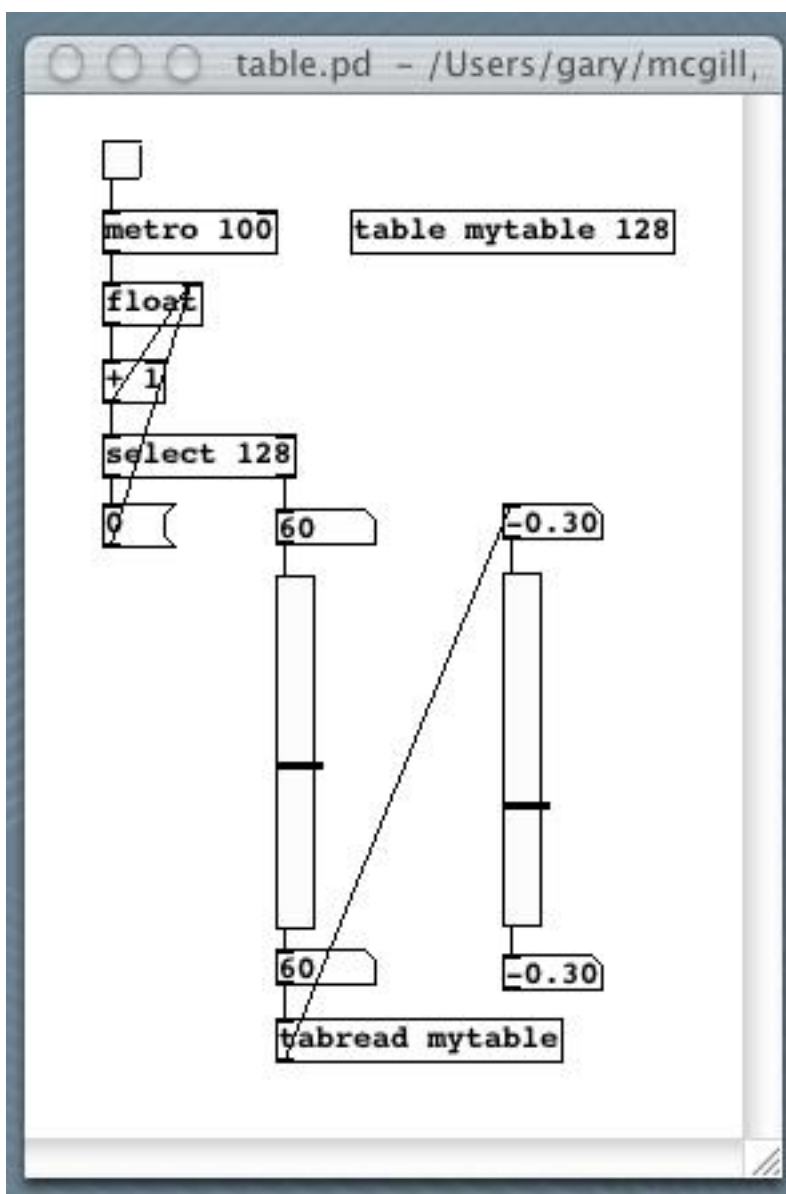 table.pd – /Users/gary/mcgill,
metro 100
table mytable 128
float
+ 1
select 128
0
60
-0.30
60
-0.30
tabread mytable